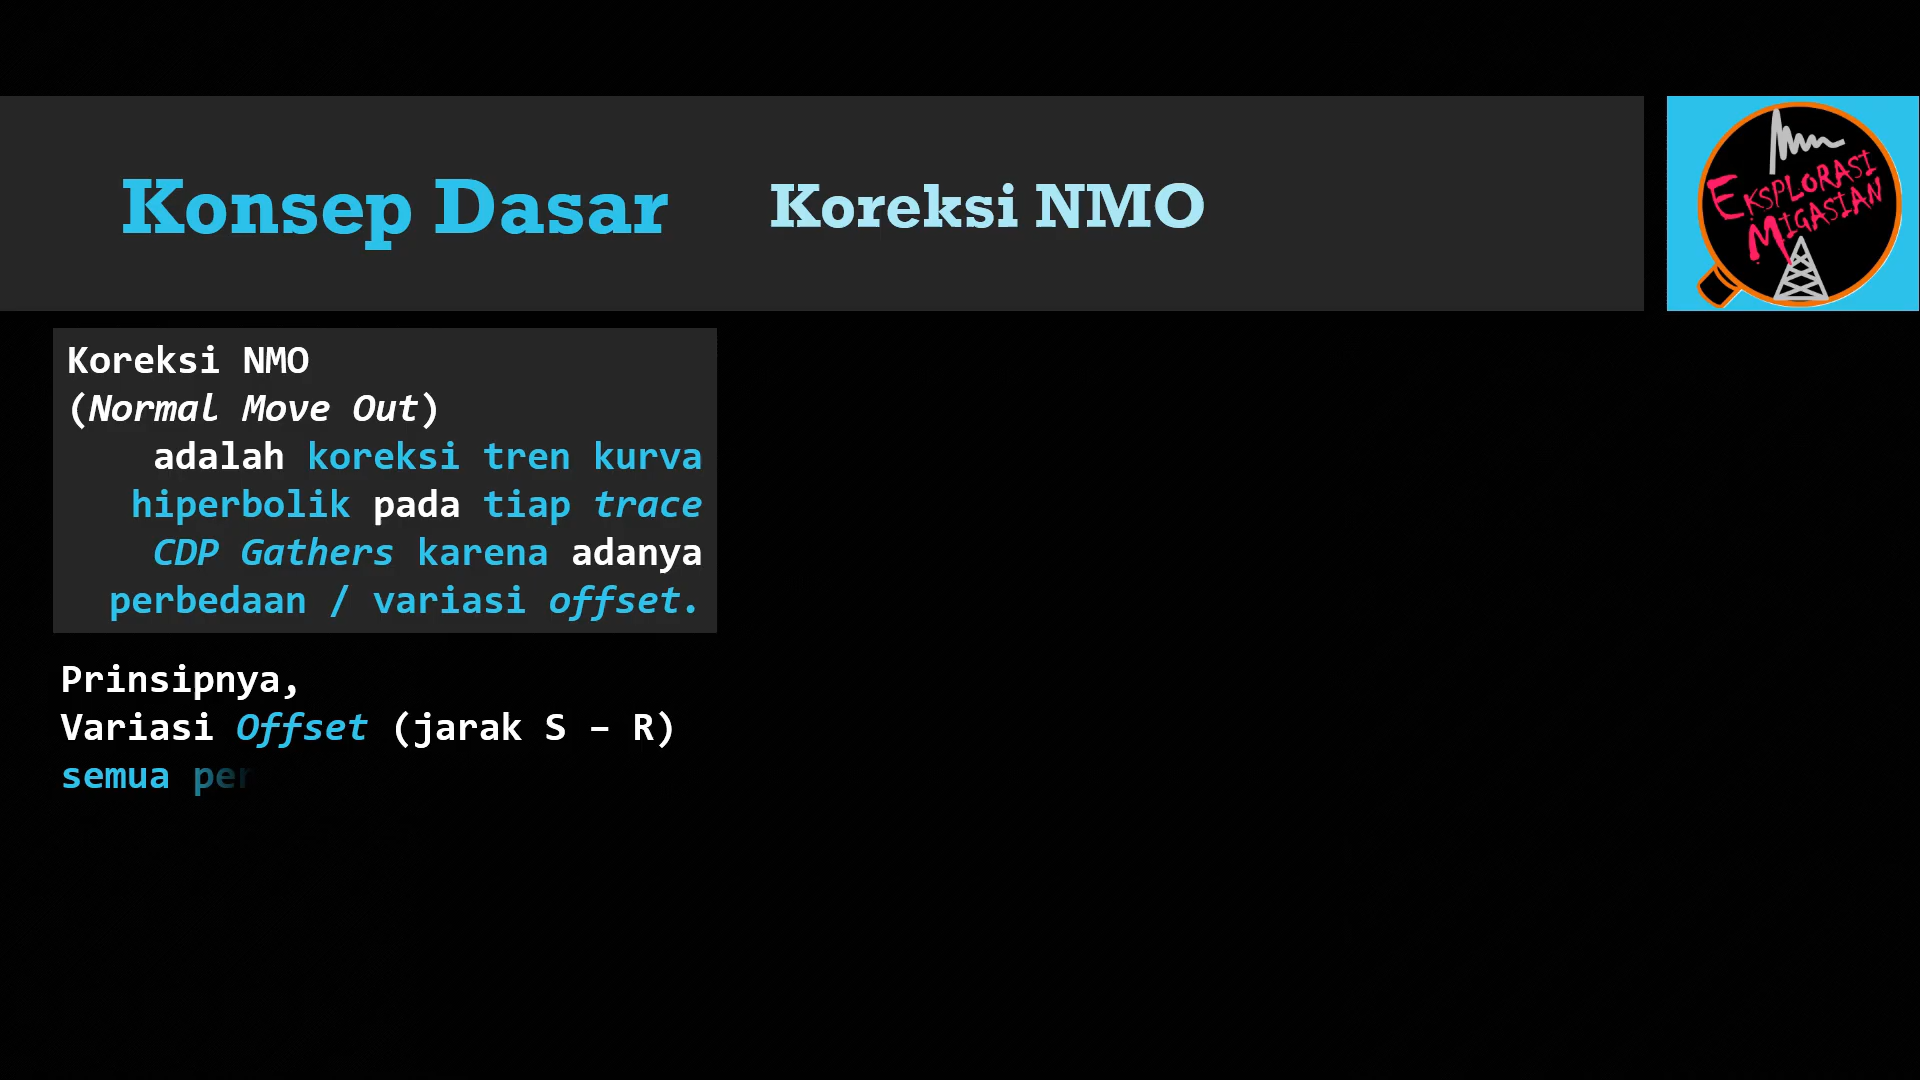 Konsep Dasar Koreksi NMO
EKSPLORASI
MIGASIAN
Koreksi NMO
(Normal Move Out)
adalah koreksi tren kurva
hiperbolik pada tiap trace
CDP Gathers karena adanya
perbedaan / variasi offset.
Prinsipnya,
Variasi Offset (jarak S – R)
semua per